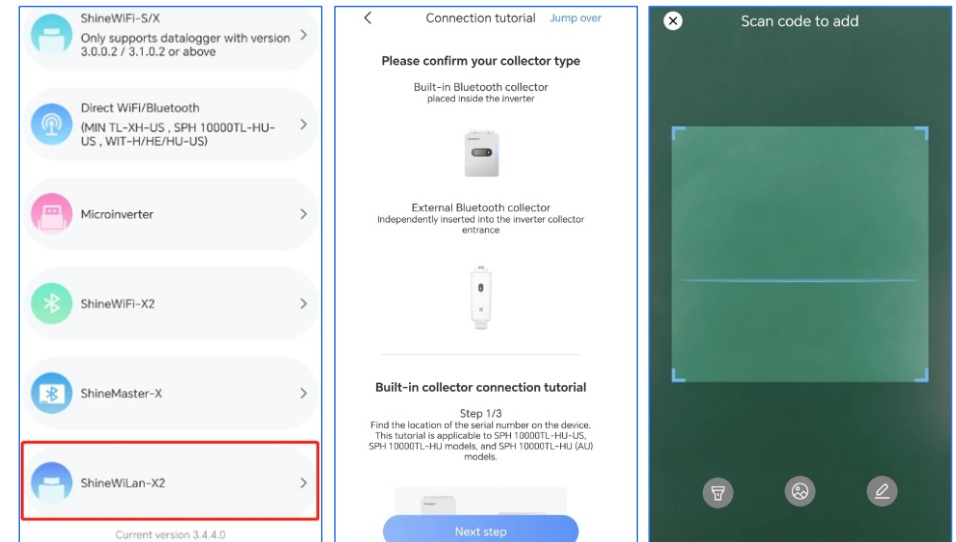 ShineWiFi-S/X
Only supports datalogger with version
3.0.0.2 / 3.1.0.2 or above
Direct WiFi/Bluetooth
(MIN TL-XH-US , SPH 10000TL-HU-
US , WIT-H/HE/HU-US)
Microinverter
ShineWiFi-X2
ShineMaster-X
ShineWiLan-X2
Current version 3.4.4.0
Connection tutorial Jump over
Please confirm your collector type
Built-in Bluetooth collector
placed inside the inverter
External Bluetooth collector
Independently inserted into the inverter collector
entrance
Built-in collector connection tutorial
Step 1/3
Find the location of the serial number on the device.
This tutorial is applicable to SPH 10000TL-HU-US,
SPH 10000TL-HU models, and SPH 10000TL-HU (AU)
models.
Next step
Scan code to add